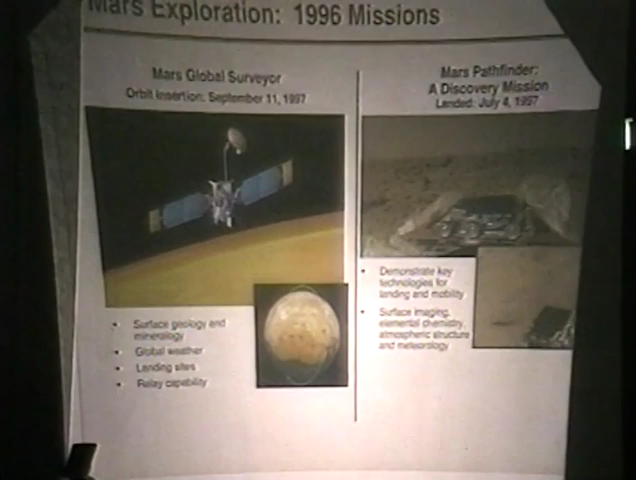 Mars Exploration: 1996 Missions
Mars Global Surveyor
Orbit Insertion: September 11, 1997
• Surface geology and
mineralogy
• Global weather
• Landing sites
• Relay capability
Mars Pathfinder:
A Discovery Mission
Landed: July 4, 1997
• Demonstrate key
technologies for
landing and mobility
• Surface imaging,
elemental chemistry,
atmospheric structure
and meteorology